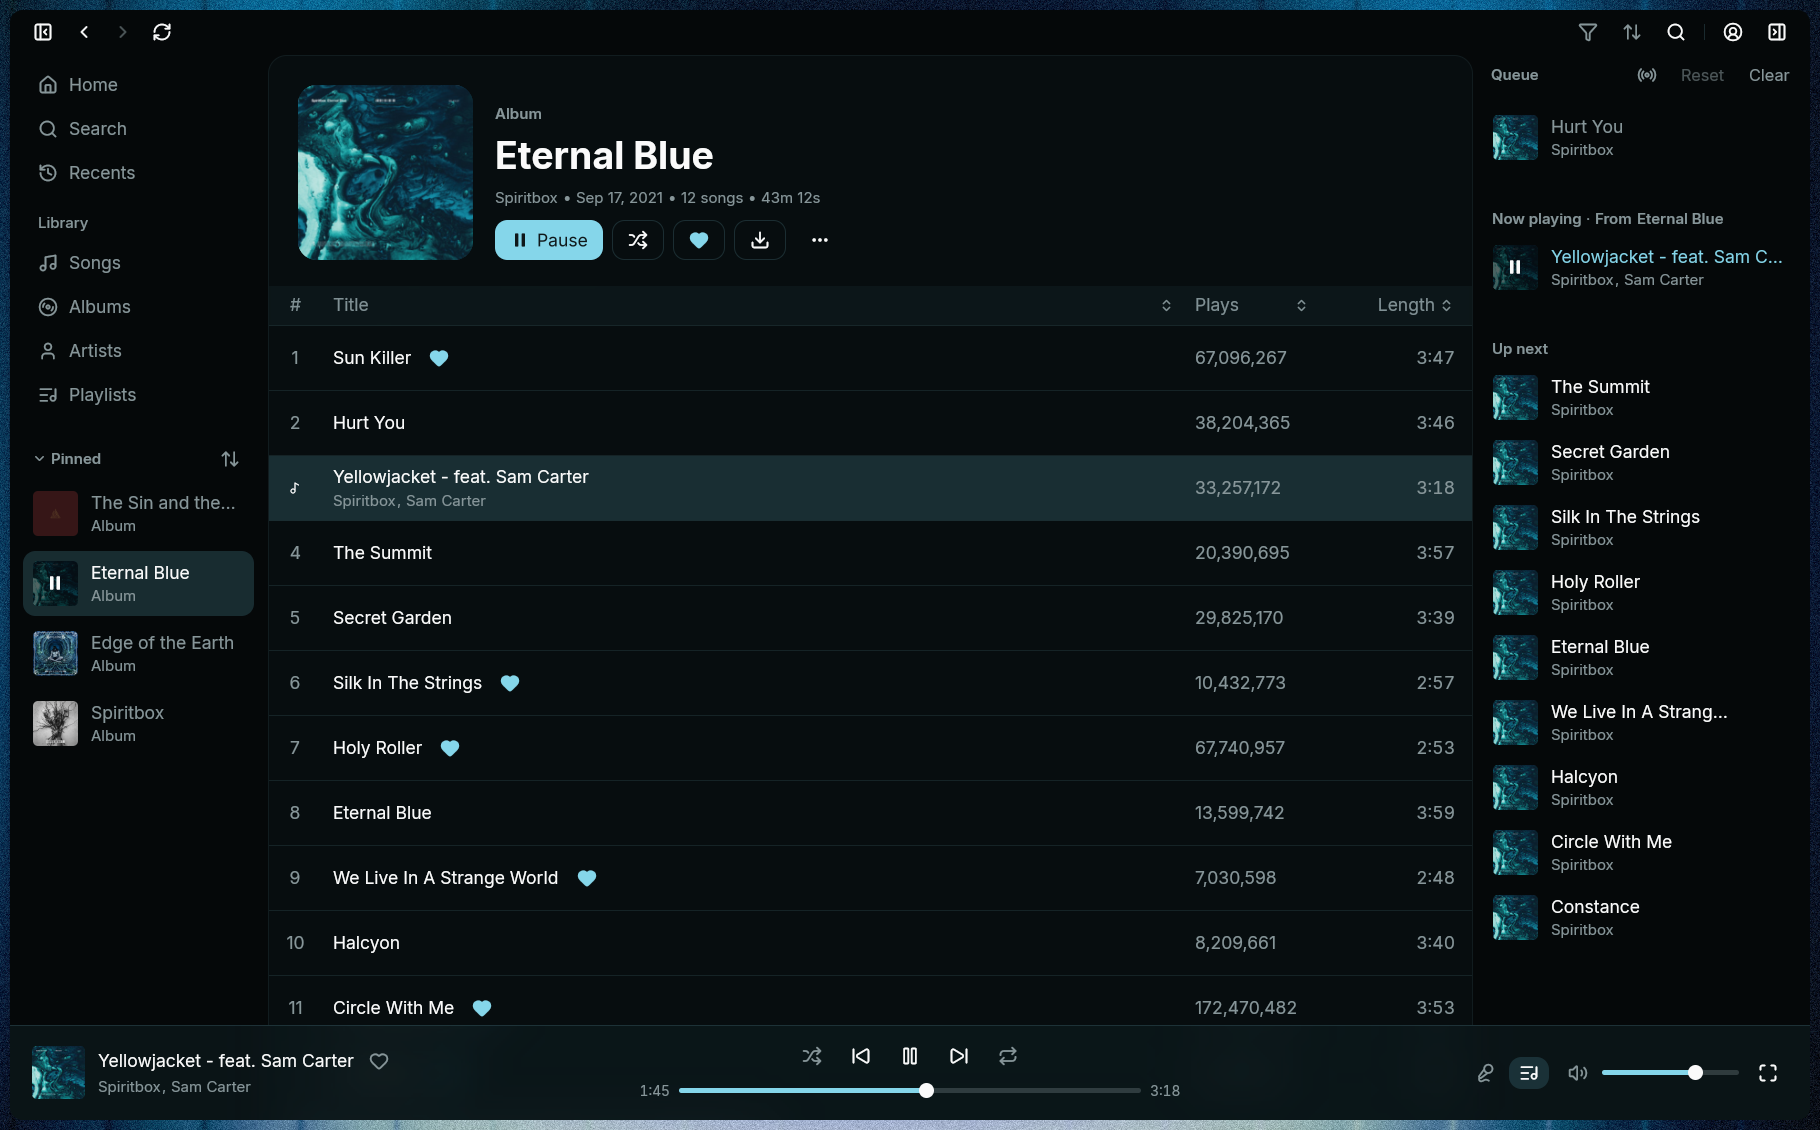 Home
Search
Recents
Library
Songs
Albums
Artists
Playlists
Pinned
The Sin and the...
Album
Eternal Blue
Album
Edge of the Earth
Album
Spiritbox
Album
Album
Eternal Blue
Spiritbox • Sep 17, 2021 • 12 songs • 43m 12s
Pause
# Title Plays Length
1 Sun Killer 67,096,267 3:47
2 Hurt You 38,204,365 3:46
Yellowjacket - feat. Sam Carter
Spiritbox, Sam Carter
33,257,172 3:18
4 The Summit 20,390,695 3:57
5 Secret Garden 29,825,170 3:39
6 Silk In The Strings 10,432,773 2:57
7 Holy Roller 67,740,957 2:53
8 Eternal Blue 13,599,742 3:59
9 We Live In A Strange World 7,030,598 2:48
10 Halcyon 8,209,661 3:40
11 Circle With Me 172,470,482 3:53
Queue Reset Clear
Hurt You
Spiritbox
Now playing · From Eternal Blue
Yellowjacket - feat. Sam C...
Spiritbox, Sam Carter
Up next
The Summit
Spiritbox
Secret Garden
Spiritbox
Silk In The Strings
Spiritbox
Holy Roller
Spiritbox
Eternal Blue
Spiritbox
We Live In A Strang...
Spiritbox
Halcyon
Spiritbox
Circle With Me
Spiritbox
Constance
Spiritbox
Yellowjacket - feat. Sam Carter
Spiritbox, Sam Carter
1:45 3:18